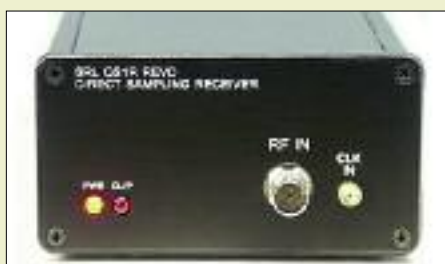 SRL QS1R REVD
DIRECT SAMPLING RECEIVER
RF IN
CLK
IN
PWR CLIP